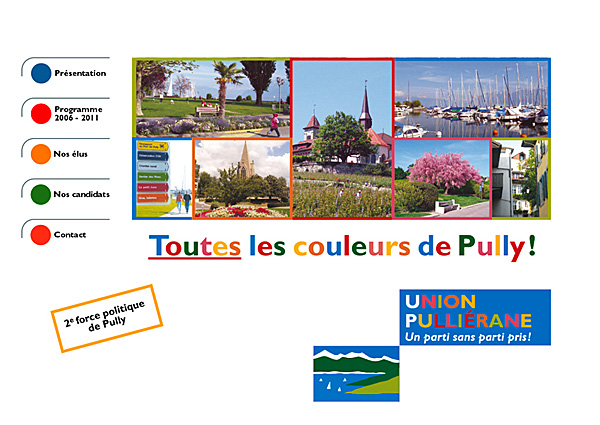 Présentation
Programme
2006 - 2011
Nos élus
Nos candidats
Contact
Toutes les couleurs de Pully!
2e force politique
de Pully
UNION
PULLIÉRANE
Un parti sans parti pris!